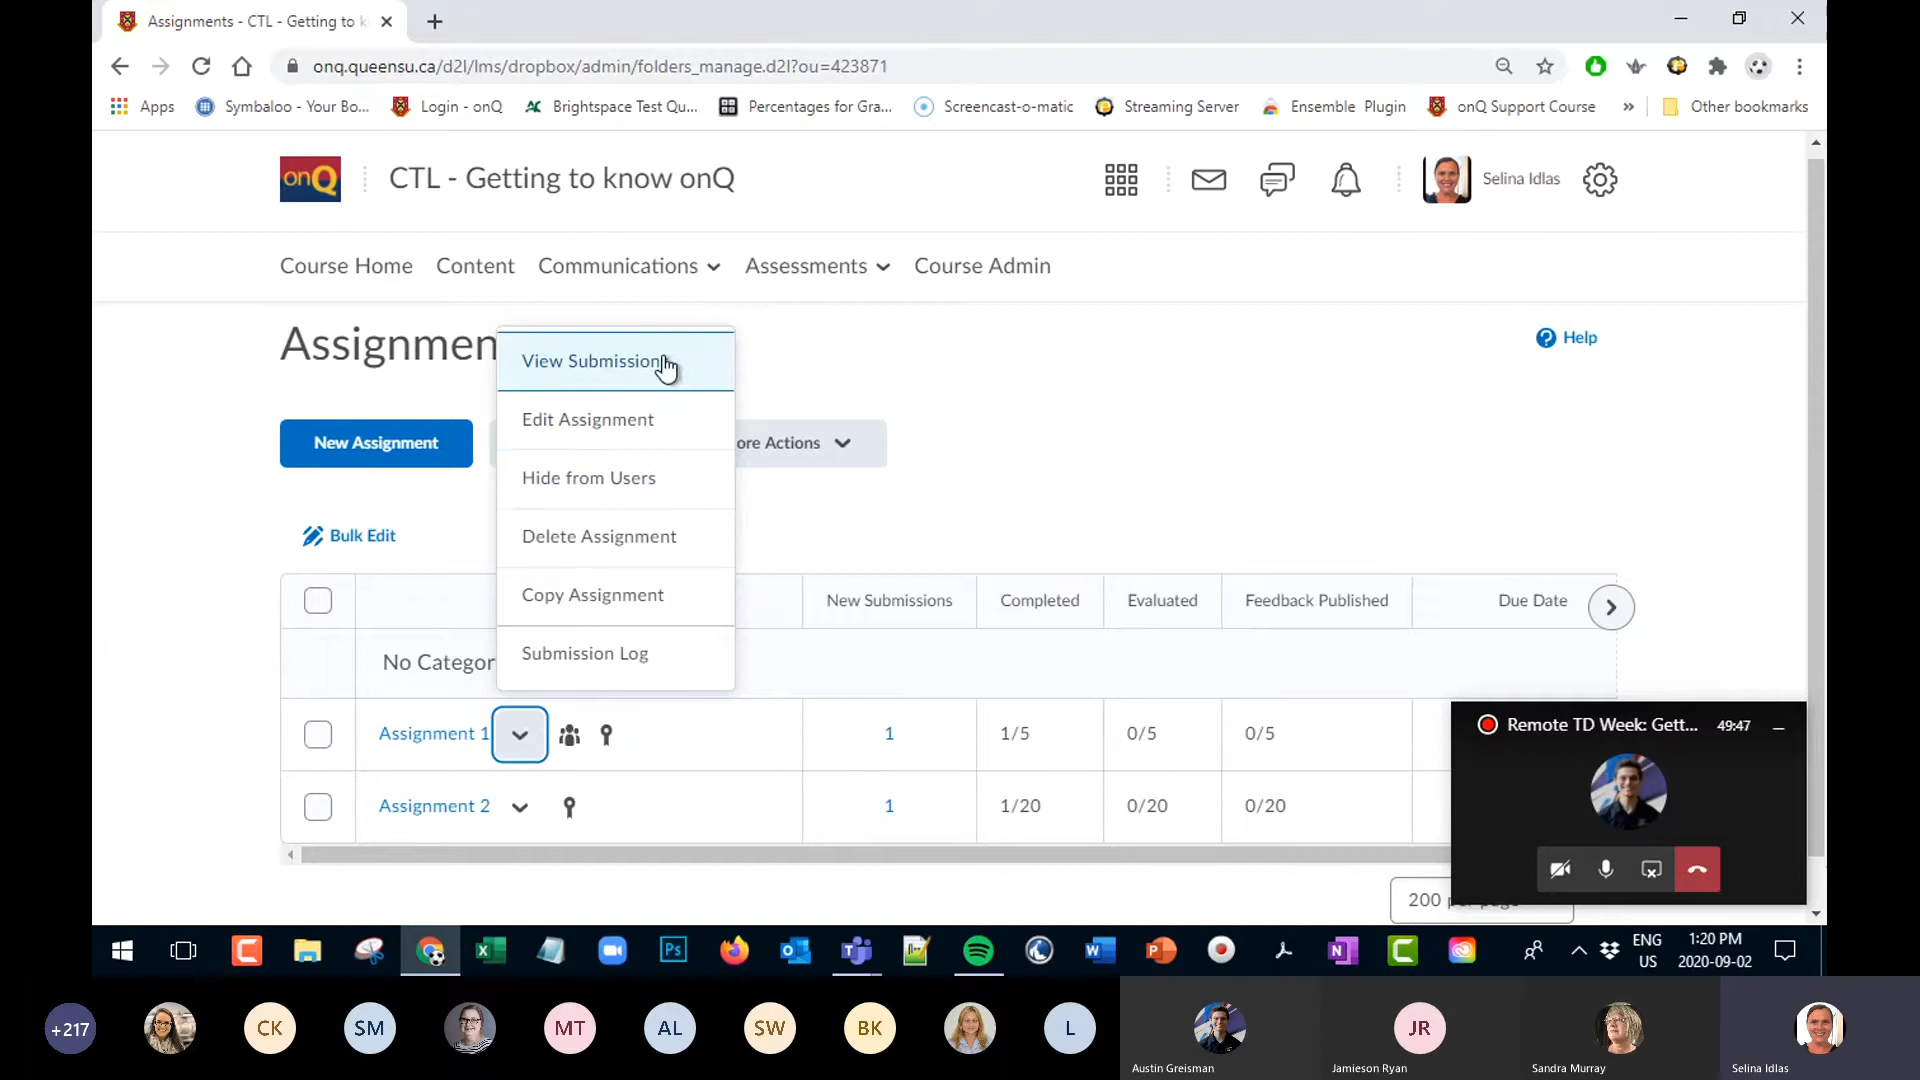 Assignments - CTL - Getting to k
onq.queensu.ca/d2l/lms/dropbox/admin/folders_manage.d2l?ou=423871
Apps
Symbaloo - Your Bo...
Login - onQ
Brightspace Test Qu...
Percentages for Gra...
Screencast-o-matic
Streaming Server
Ensemble Plugin
onQ Support Course
»
Other bookmarks
onQ
CTL - Getting to know onQ
Selina Idlas
Course Home
Content
Communications
Assessments
Course Admin
Assignmen
Help
View Submission
Edit Assignment
Hide from Users
Delete Assignment
Copy Assignment
Submission Log
New Assignment
ore Actions
Bulk Edit
New Submissions
Completed
Evaluated
Feedback Published
Due Date
No Categor
Assignment 1
1
1/5
0/5
0/5
Assignment 2
1
1/20
0/20
0/20
Remote TD Week: Gett...
49:47
200
ENG
US
1:20 PM
2020-09-02
+217
CK
SM
MT
AL
SW
BK
L
JR
Austin Greisman
Jamieson Ryan
Sandra Murray
Selina Idlas